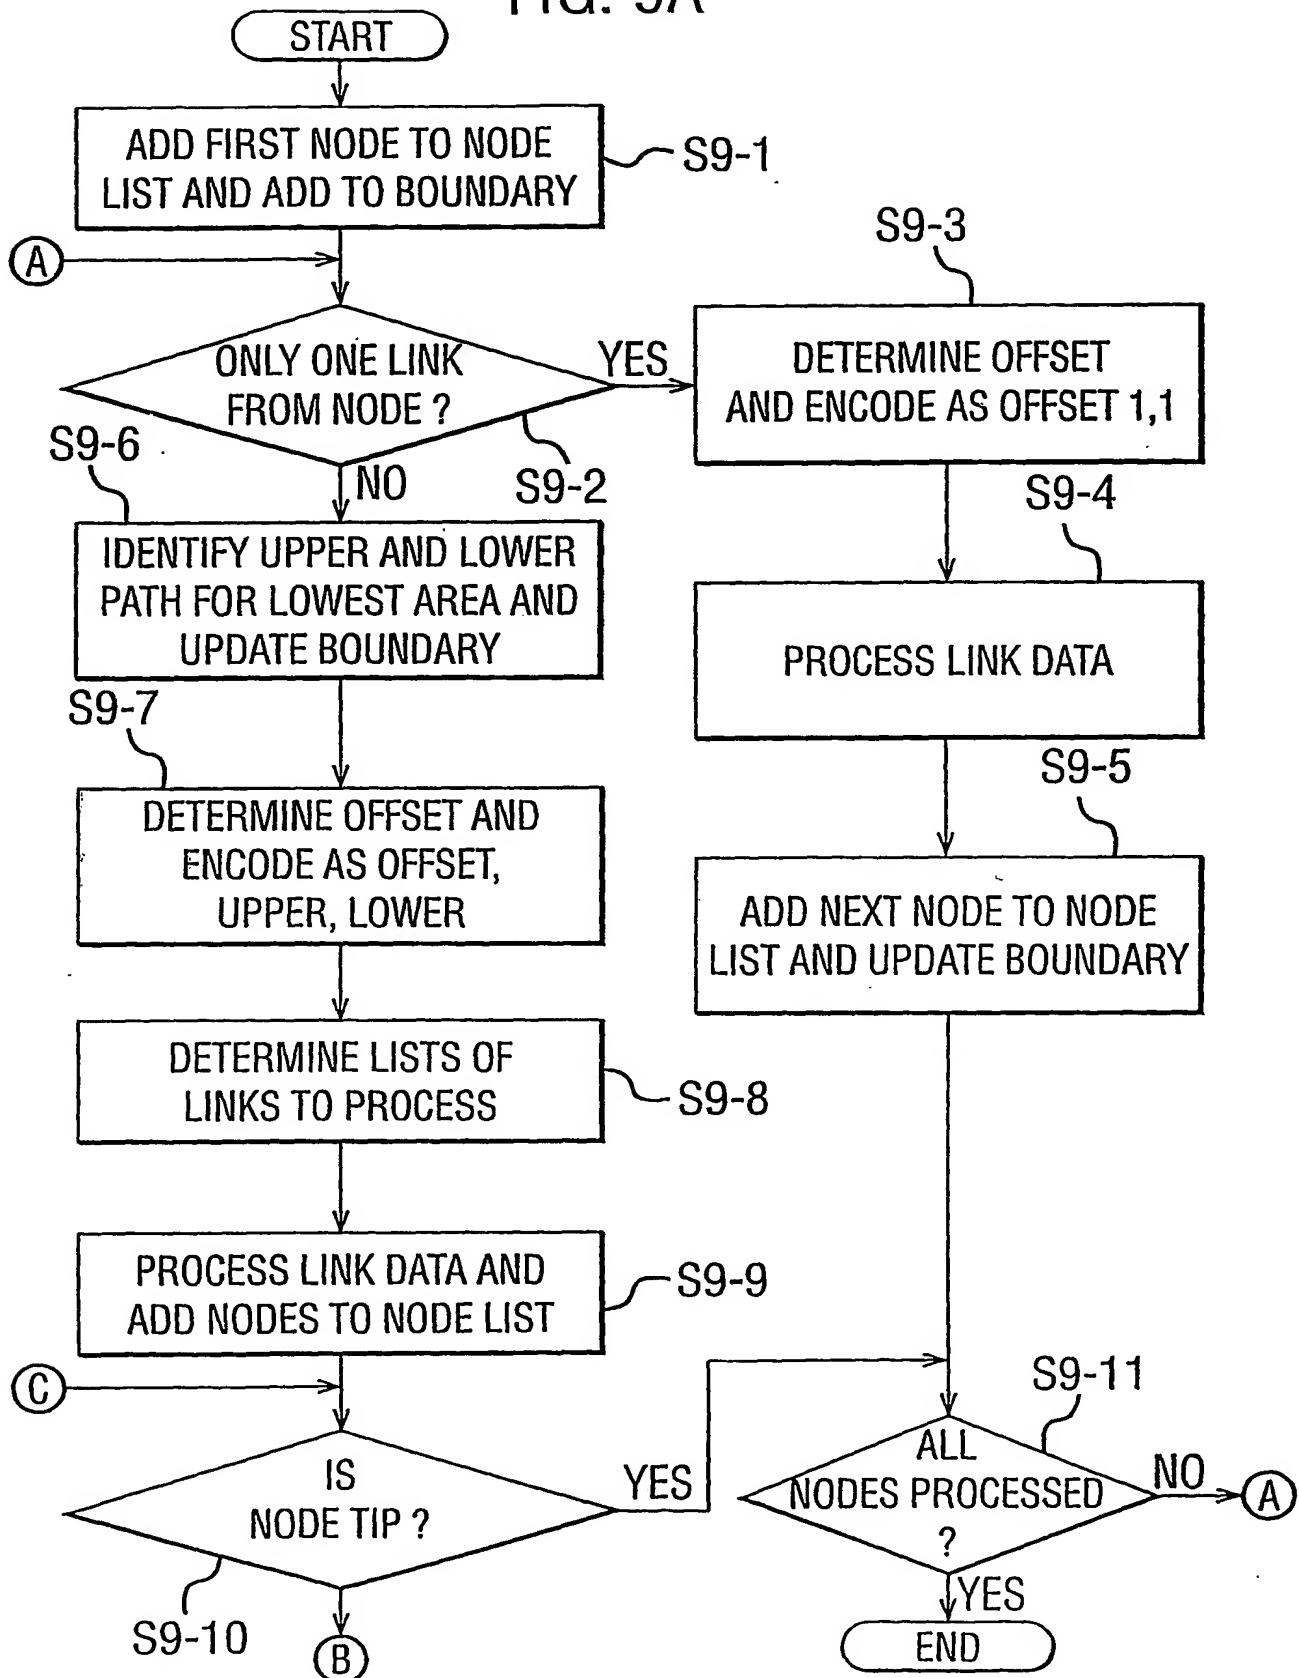 FIG. 9A
START
ADD FIRST NODE TO NODE
LIST AND ADD TO BOUNDARY
S9-1
A
S9-3
ONLY ONE LINK
FROM NODE ?
YES
DETERMINE OFFSET
AND ENCODE AS OFFSET 1,1
S9-6
NO
S9-2
S9-4
IDENTIFY UPPER AND LOWER
PATH FOR LOWEST AREA AND
UPDATE BOUNDARY
PROCESS LINK DATA
S9-7
S9-5
DETERMINE OFFSET AND
ENCODE AS OFFSET,
UPPER, LOWER
ADD NEXT NODE TO NODE
LIST AND UPDATE BOUNDARY
DETERMINE LISTS OF
LINKS TO PROCESS
S9-8
PROCESS LINK DATA AND
ADD NODES TO NODE LIST
S9-9
C
S9-11
IS
NODE TIP ?
YES
ALL
NODES PROCESSED
?
NO
A
S9-10
B
YES
END